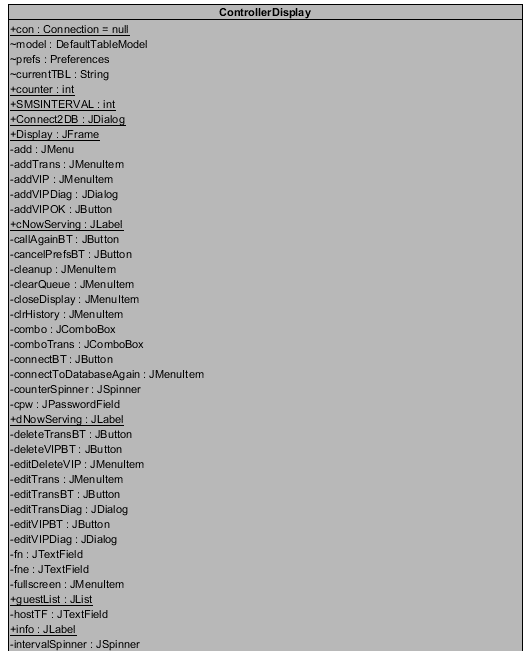 ControllerDisplay
+con : Connection = null
~model : DefaultTableModel
~prefs : Preferences
~currentTBL : String
+counter : int
+SMSINTERVAL : int
+Connect2DB : JDialog
+Display : JFrame
-add : JMenu
-addTrans : JMenuItem
-addVIP : JMenuItem
-addVIPDiag : JDialog
-addVIPOK : JButton
+cNowServing : JLabel
-callAgainBT : JButton
-cancelPrefsBT : JButton
-cleanup : JMenuItem
-clearQueue : JMenuItem
-closeDisplay : JMenuItem
-clrHistory : JMenuItem
-combo : JComboBox
-comboTrans : JComboBox
-connectBT : JButton
-connectToDatabaseAgain : JMenuItem
-counterSpinner : JSpinner
-cpw : JPasswordField
+dNowServing : JLabel
-deleteTransBT : JButton
-deleteVIPBT : JButton
-editDeleteVIP : JMenuItem
-editTrans : JMenuItem
-editTransBT : JButton
-editTransDiag : JDialog
-editVIPBT : JButton
-editVIPDiag : JDialog
-fn : JTextField
-fne : JTextField
-fullscreen : JMenuItem
+guestList : JList
-hostTF : JTextField
+info : JLabel
-intervalSpinner : JSpinner